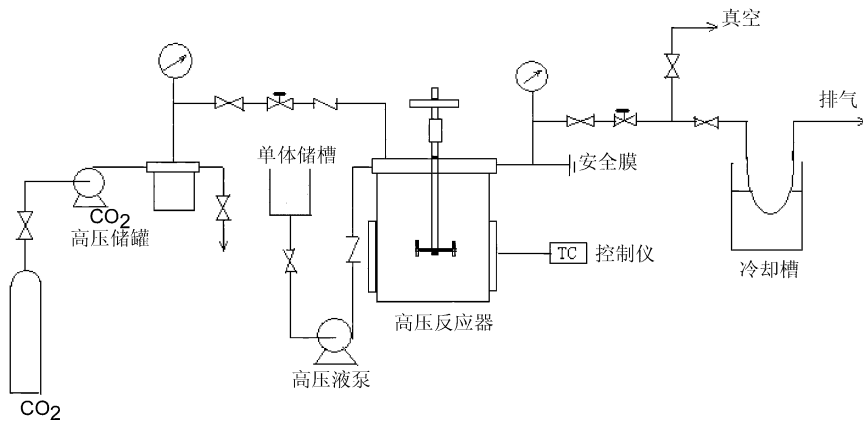 真空
排气
单体储槽
安全膜
CO2
高压储罐
TC
控制仪
冷却槽
高压反应器
高压液泵
CO2